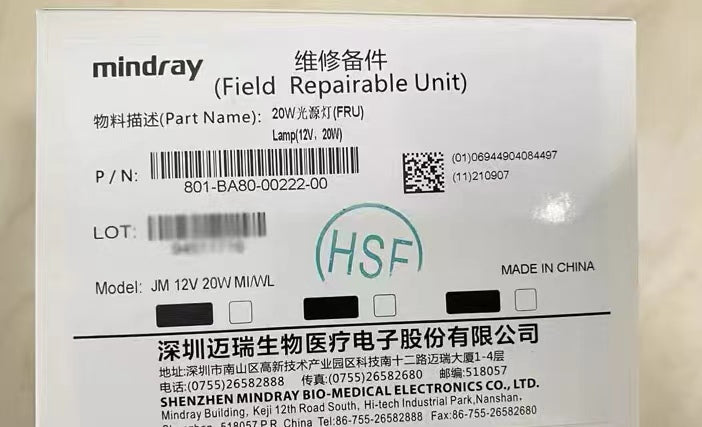 mindray
维修备件
(Field Repairable Unit)
物料描述(Part Name): 20W光源灯(FRU)
Lamp(12V, 20W)
P/N:
801-BA80-00222-00
(01)06944904084497
(11)210907
LOT:
HSF
Model: JM 12V 20W MI/WL
MADE IN CHINA
深圳迈瑞生物医疗电子股份有限公司
地址:深圳市南山区高新技术产业园区科技南十二路迈瑞大厦1-4层
电话:(0755)26582888 传真:(0755)26582680 邮编:518057
SHENZHEN MINDRAY BIO-MEDICAL ELECTRONICS CO.,LTD.
Mindray Building, Keji 12th Road South, Hi-tech Industrial Park,Nanshan,
Shenzhen 518057,P.R. China Tel:86-755-26582888 Fax:86-755-26582680